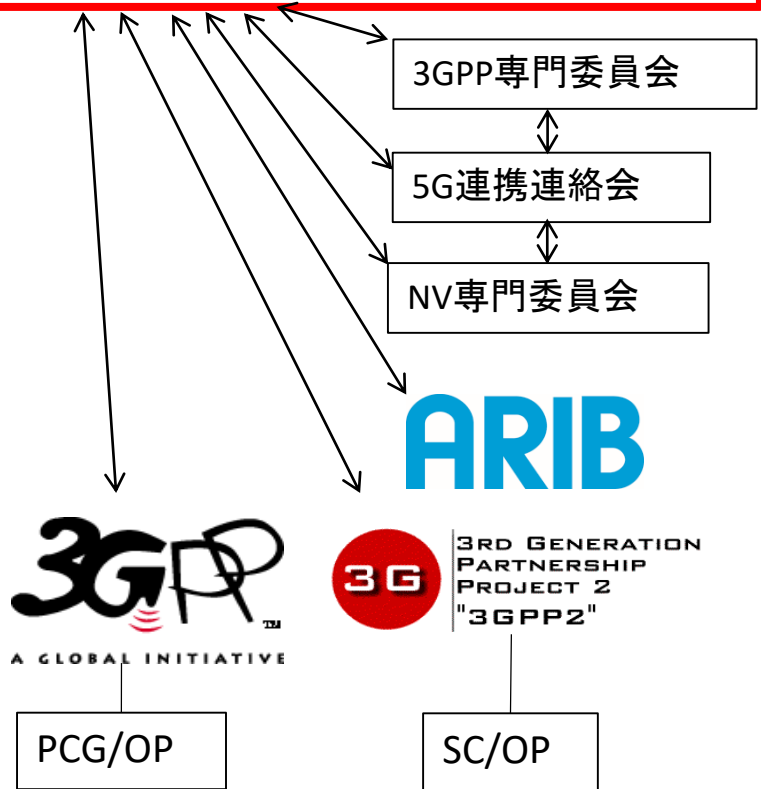 3GPP専門委員会
5G連携連絡会
NV専門委員会
ARIB
3GPP
TM
A GLOBAL INITIATIVE
3G
3RD GENERATION
PARTNERSHIP
PROJECT 2
"3GPP2"
PCG/OP
SC/OP